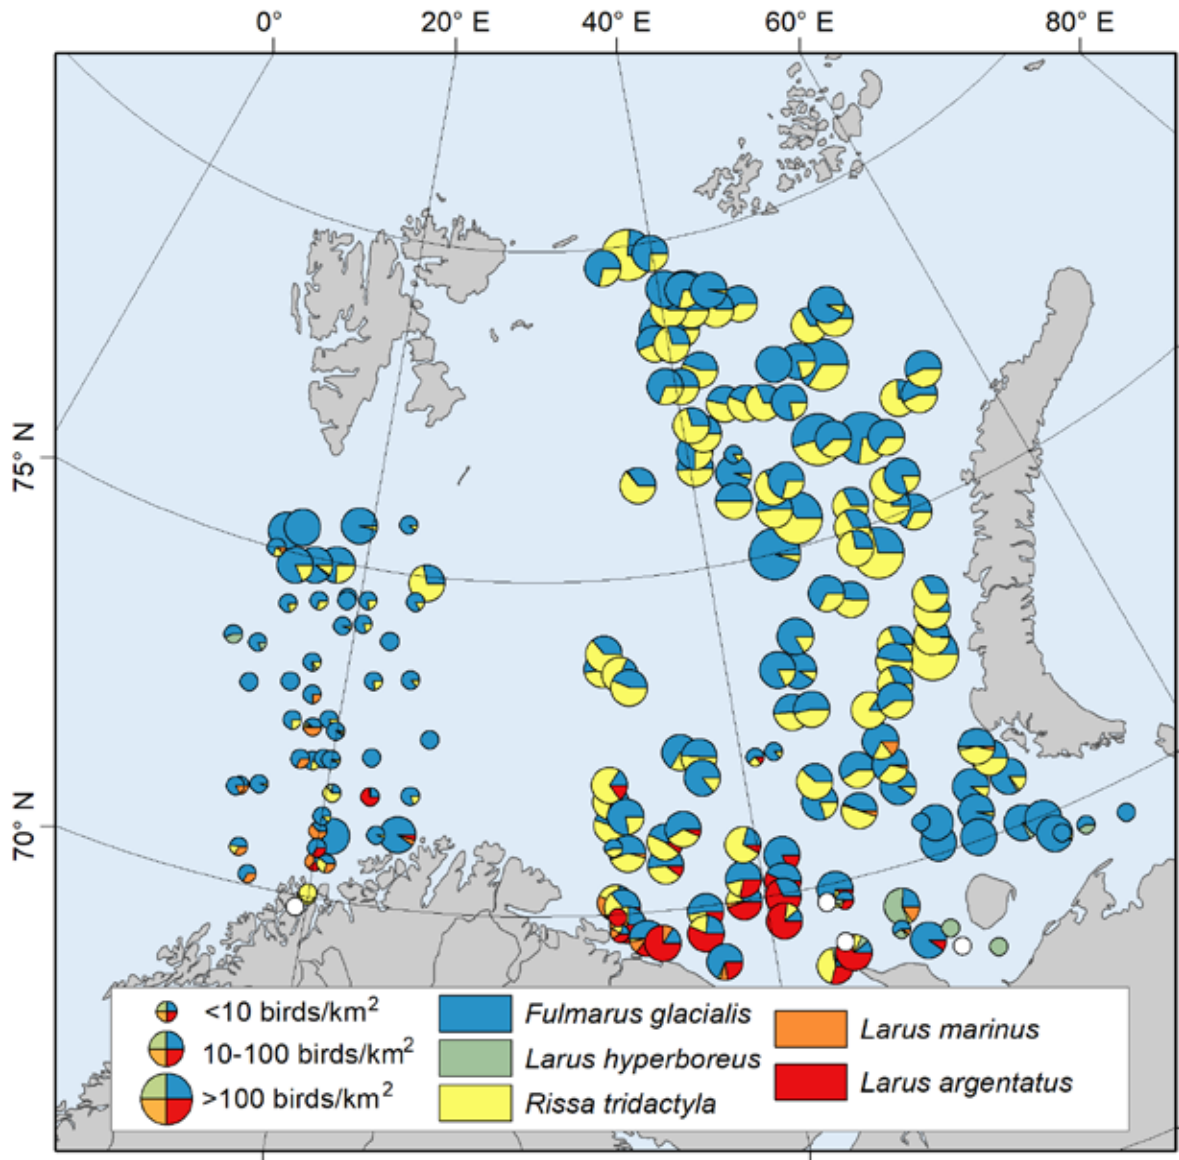 0° 20° E 40° E 60° E 80° E
75° N
70° N
<10 birds/km²
10-100 birds/km²
>100 birds/km²
Fulmarus glacialis
Larus hyperboreus
Rissa tridactyla
Larus marinus
Larus argentatus